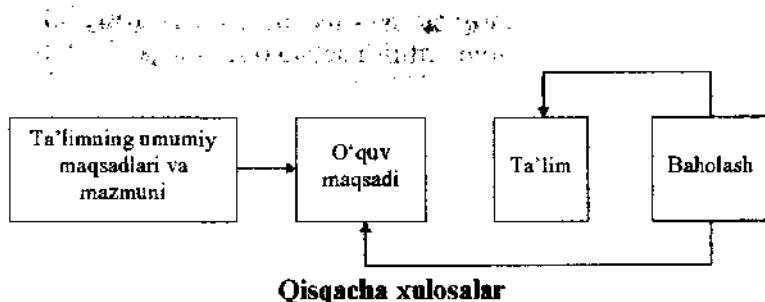 Ta’limning umumiy
maqsadlari va
mazmuni
O‘quv
maqsadi
Ta’lim
Baholash
Qisqacha xulosalar